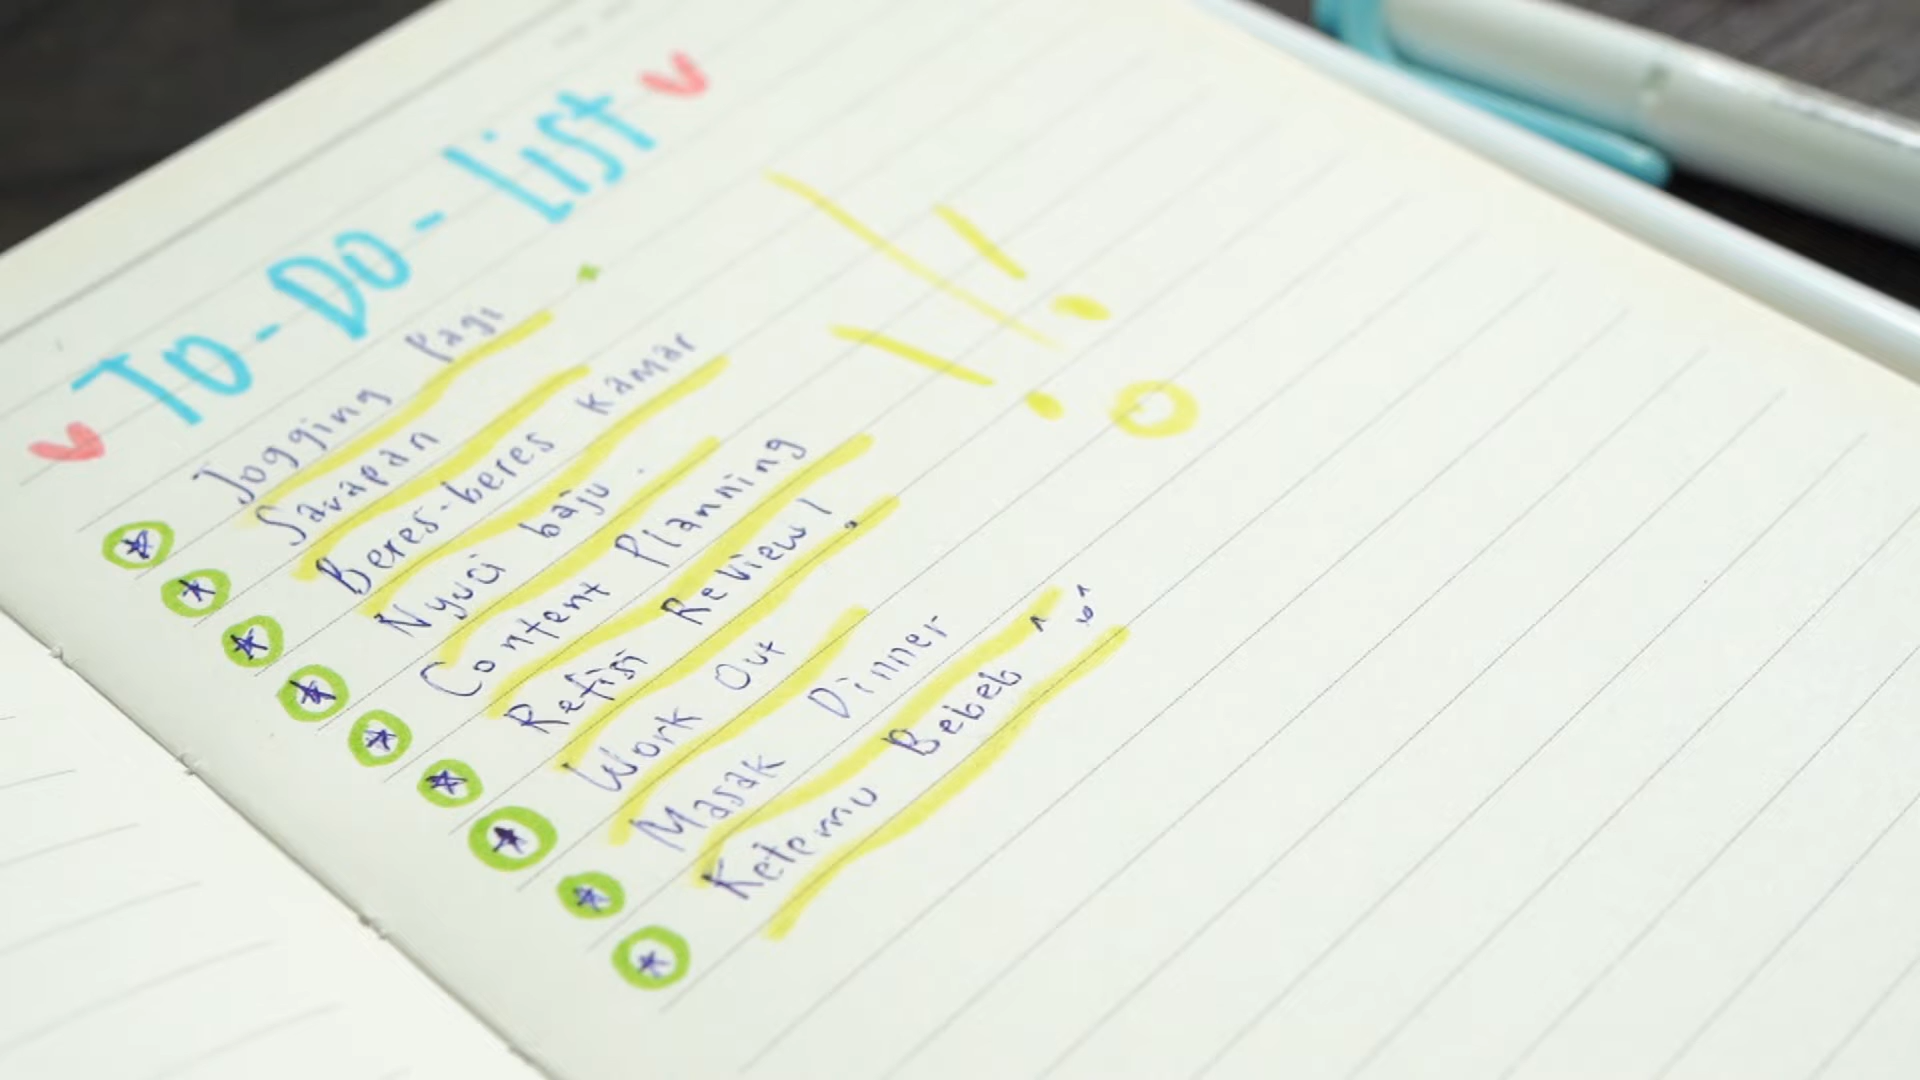 To-Do-List
Jogging Pagi
Sarapan
Beres-beres Kamar
Nyuci baju.
Content Planning
Refisi Review 1.
Work Out
Masak Dinner
Ketemu Bebeb ^o^